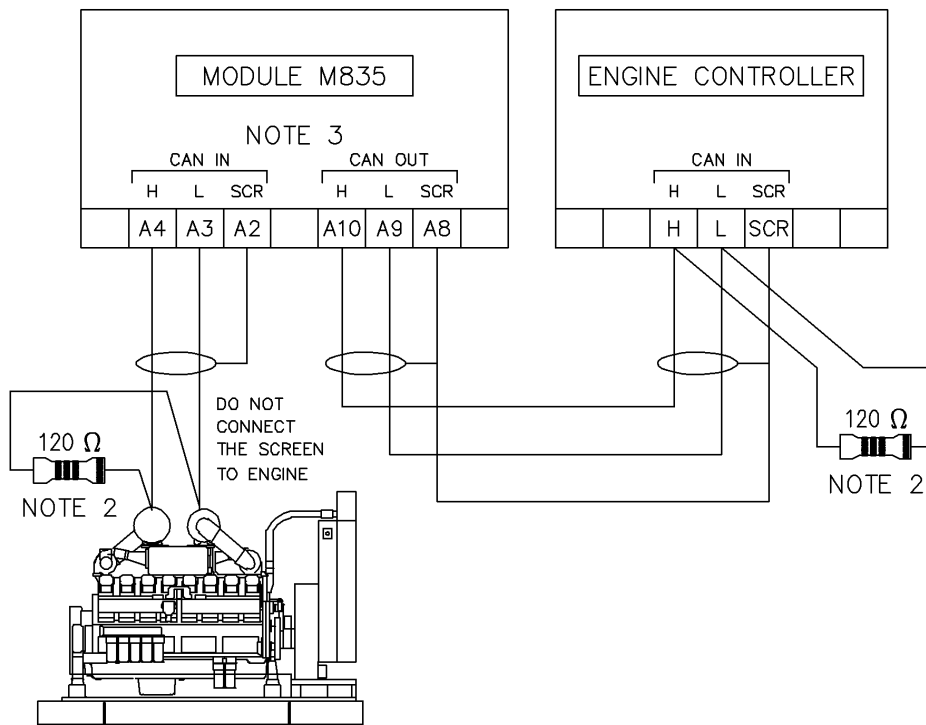 MODULE M835
NOTE 3
CAN IN
CAN OUT
H L SCR
H L SCR
A4 A3 A2
A10 A9 A8
ENGINE CONTROLLER
CAN IN
H L SCR
H L SCR
120 Ω
NOTE 2
DO NOT
CONNECT
THE SCREEN
TO ENGINE
120 Ω
NOTE 2